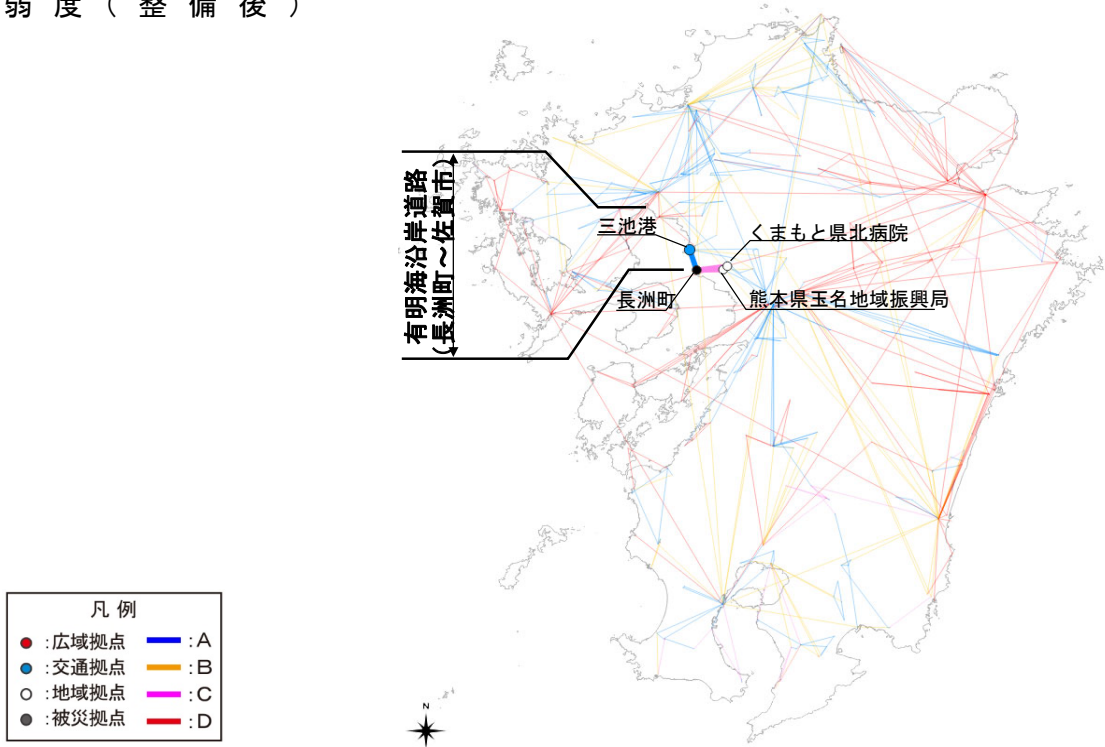 弱度(整備後)
有明海沿岸道路
(長洲町～佐賀市)
三池港
くまもと県北病院
長洲町
熊本県玉名地域振興局
凡例
:広域拠点
:A
:交通拠点
:B
:地域拠点
:C
:被災拠点
:D
N